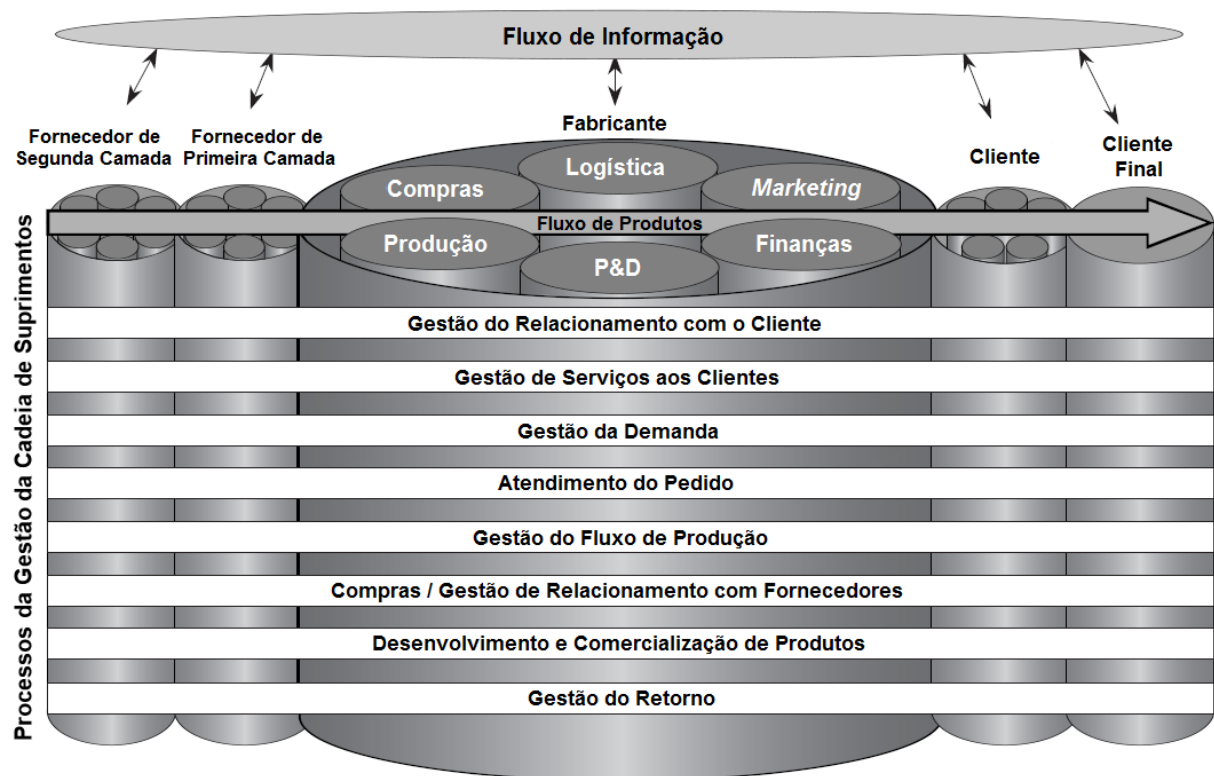 Fluxo de Informação
Fornecedor de
Segunda Camada
Fornecedor de
Primeira Camada
Fabricante
Cliente
Cliente
Final
Logística
Compras
Marketing
Fluxo de Produtos
Produção
Finanças
P&D
Processos da Gestão da Cadeia de Suprimentos
Gestão do Relacionamento com o Cliente
Gestão de Serviços aos Clientes
Gestão da Demanda
Atendimento do Pedido
Gestão do Fluxo de Produção
Compras / Gestão de Relacionamento com Fornecedores
Desenvolvimento e Comercialização de Produtos
Gestão do Retorno